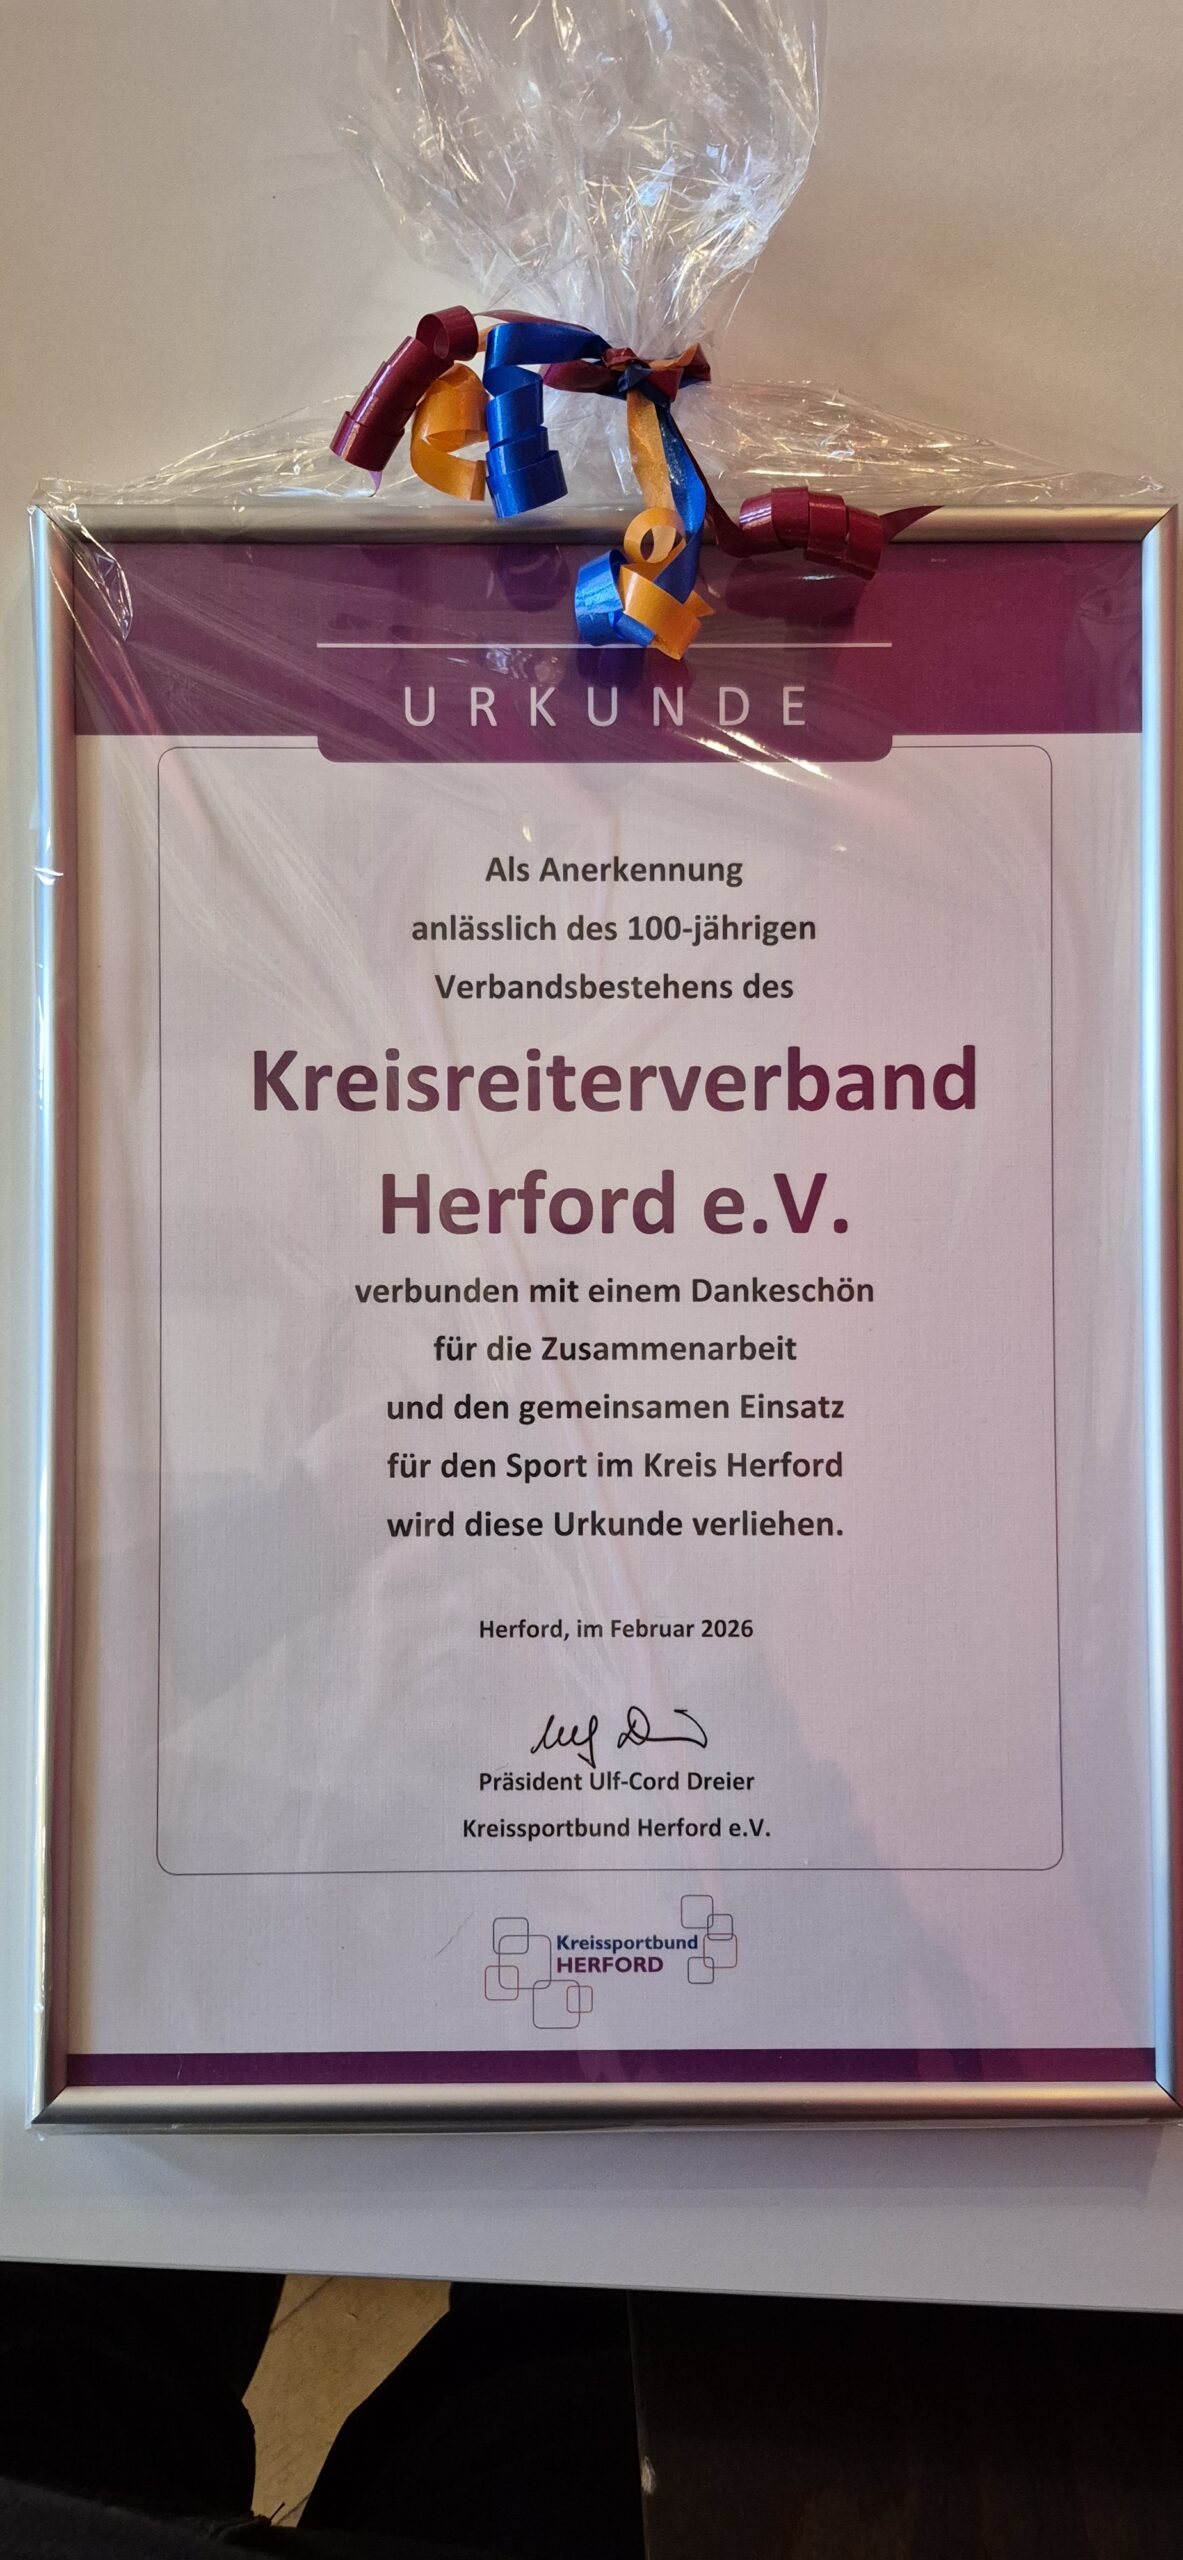 URKUNDE
Als Anerkennung
anlässlich des 100-jährigen
Verbandsbestehens des
Kreisreiterverband
Herford e.V.
verbunden mit einem Dankeschön
für die Zusammenarbeit
und den gemeinsamen Einsatz
für den Sport im Kreis Herford
wird diese Urkunde verliehen.
Herford, im Februar 2026
Präsident Ulf-Cord Dreier
Kreissportbund Herford e.V.
Kreissportbund
HERFORD